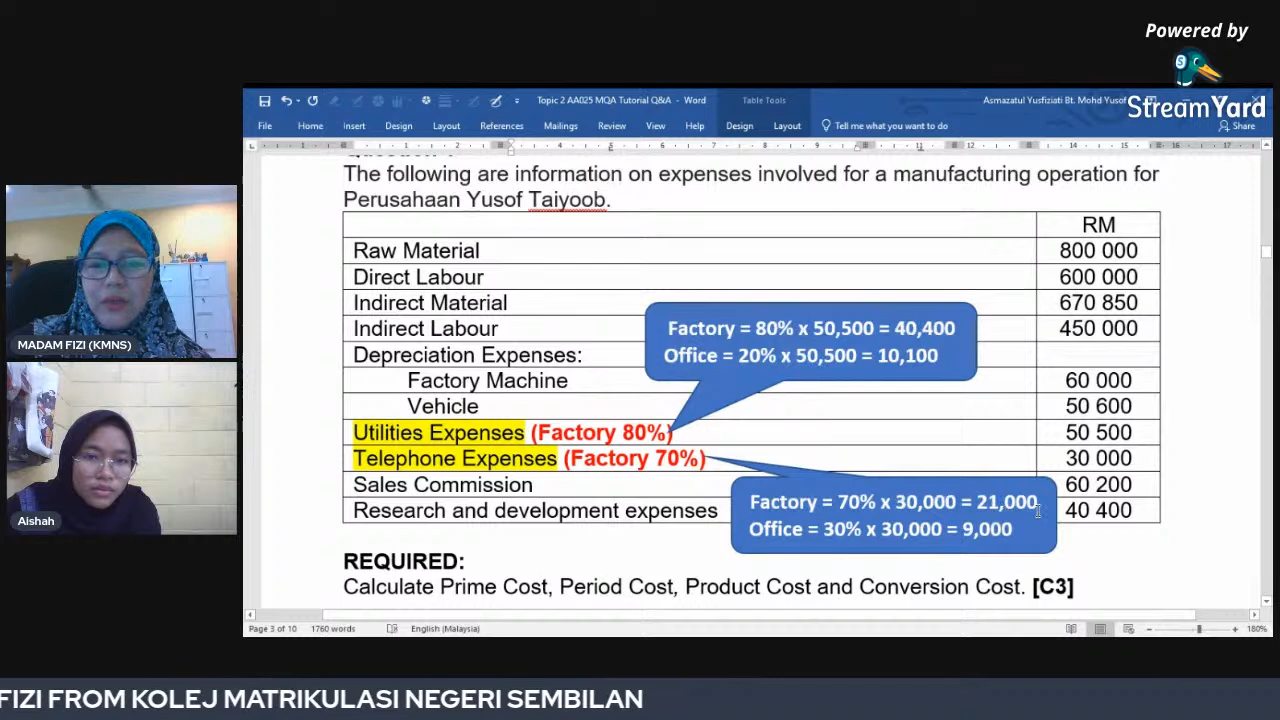 Powered by
StreamYard
Topic 2 AA025 MQA Tutorial Q&A - Word
Table Tools
Asmazatul Yusfiziati Bt. Mohd Yusof
File Home Insert Design Layout References Mailings Review View Help Design Layout Tell me what you want to do Share
The following are information on expenses involved for a manufacturing operation for
Perusahaan Yusof Taiyoob.
RM
Raw Material 800 000
Direct Labour 600 000
Indirect Material 670 850
Indirect Labour 450 000
Depreciation Expenses:
Factory Machine 60 000
Vehicle 50 600
Utilities Expenses (Factory 80%) 50 500
Telephone Expenses (Factory 70%) 30 000
Sales Commission 60 200
Research and development expenses 40 400
Factory = 80% x 50,500 = 40,400
Office = 20% x 50,500 = 10,100
Factory = 70% x 30,000 = 21,000
Office = 30% x 30,000 = 9,000
REQUIRED:
Calculate Prime Cost, Period Cost, Product Cost and Conversion Cost. [C3]
Page 3 of 10 1760 words English (Malaysia) 180%
MADAM FIZI (KMNS)
Aishah
FIZI FROM KOLEJ MATRIKULASI NEGERI SEMBILAN